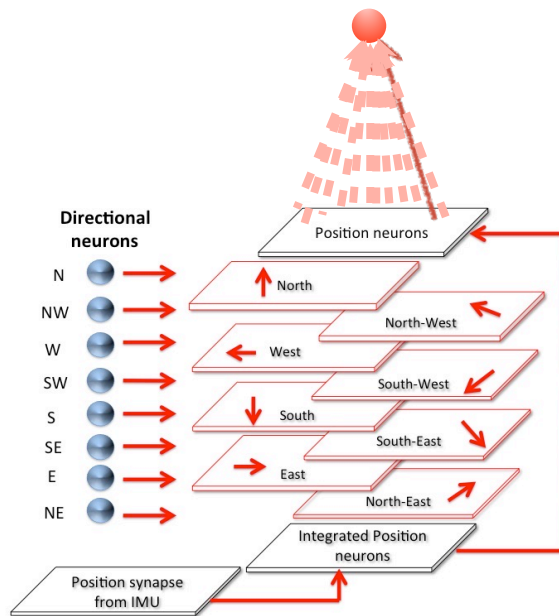 Directional
neurons
N
NW
W
SW
S
SE
E
NE
Position neurons
North
North-West
West
South-West
South
South-East
East
North-East
Integrated Position
neurons
Position synapse
from IMU